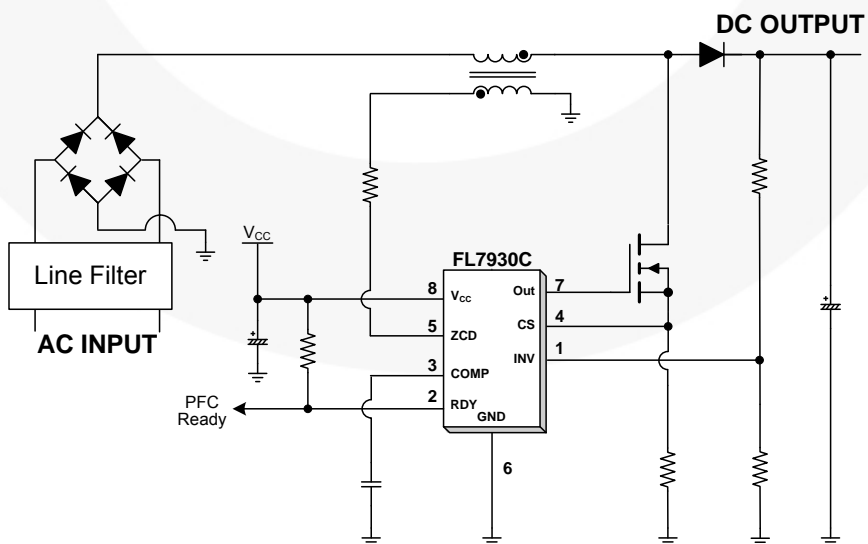 DC OUTPUT
Line Filter
AC INPUT
VCC
FL7930C
8
VCC
Out
7
5
ZCD
CS
4
3
COMP
INV
1
2
RDY
GND
6
PFC
Ready